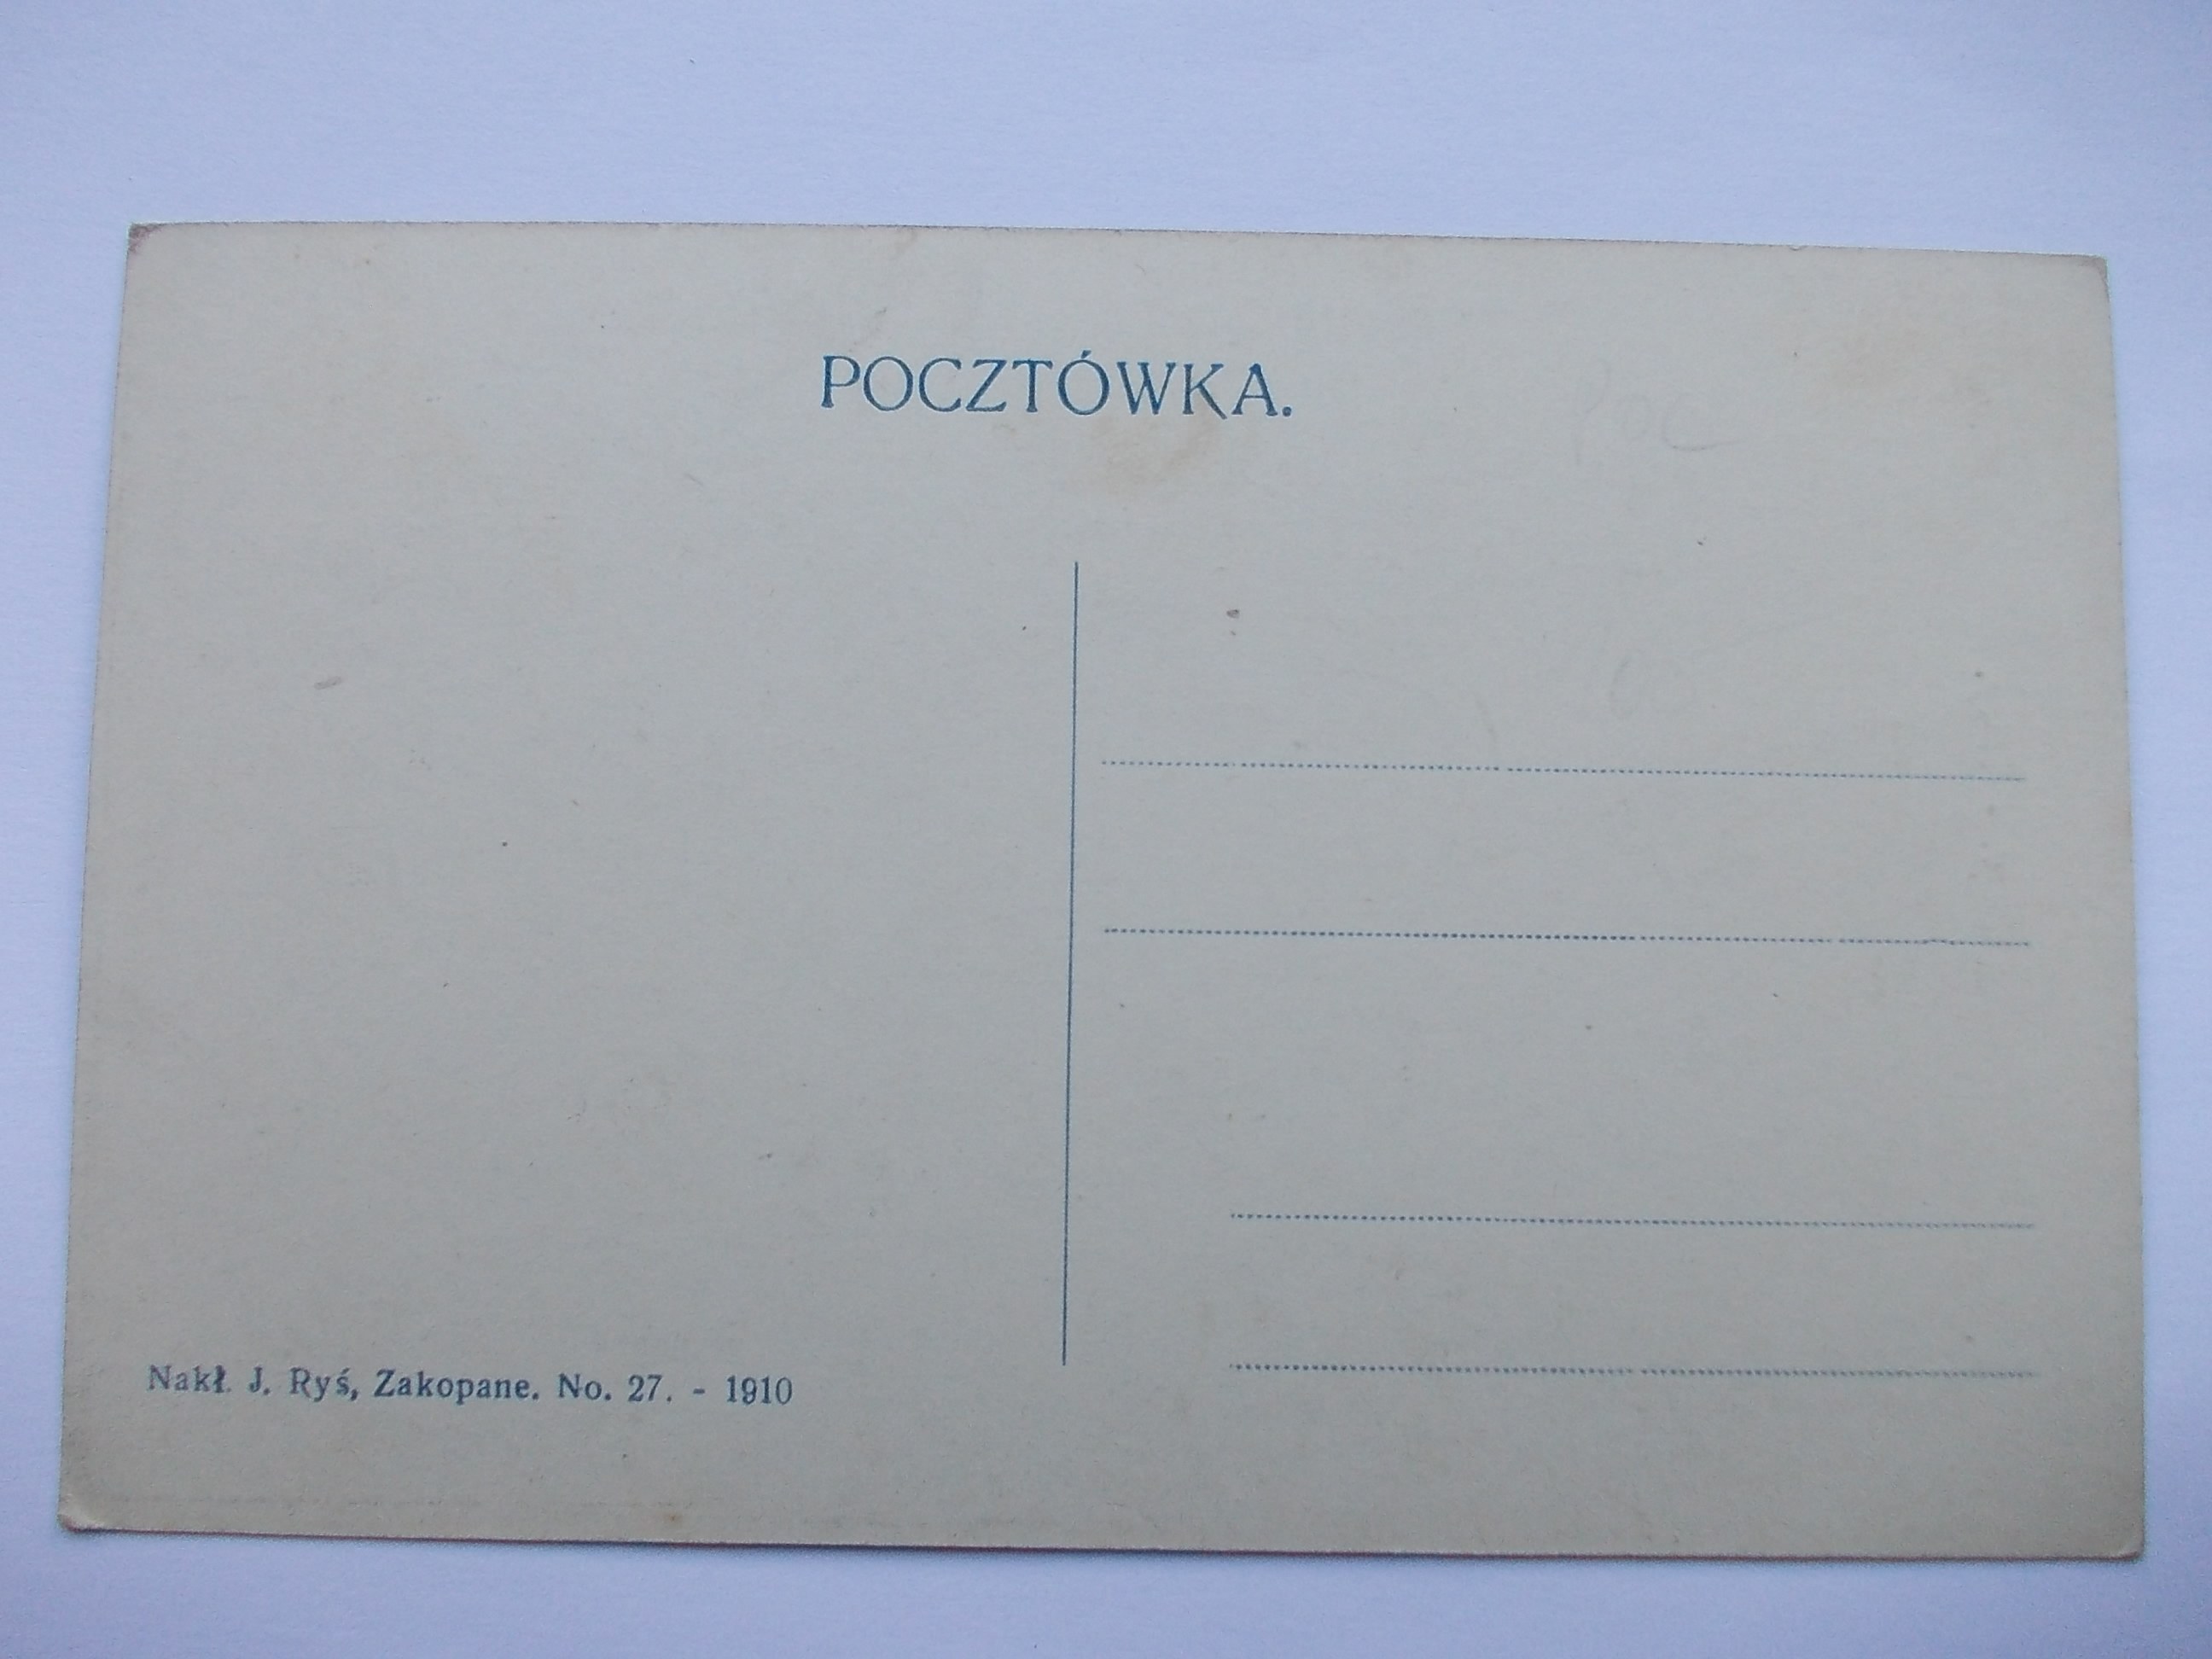 POCZTÓWKA.
Nakł. J. Ryś, Zakopane. No. 27. - 1910